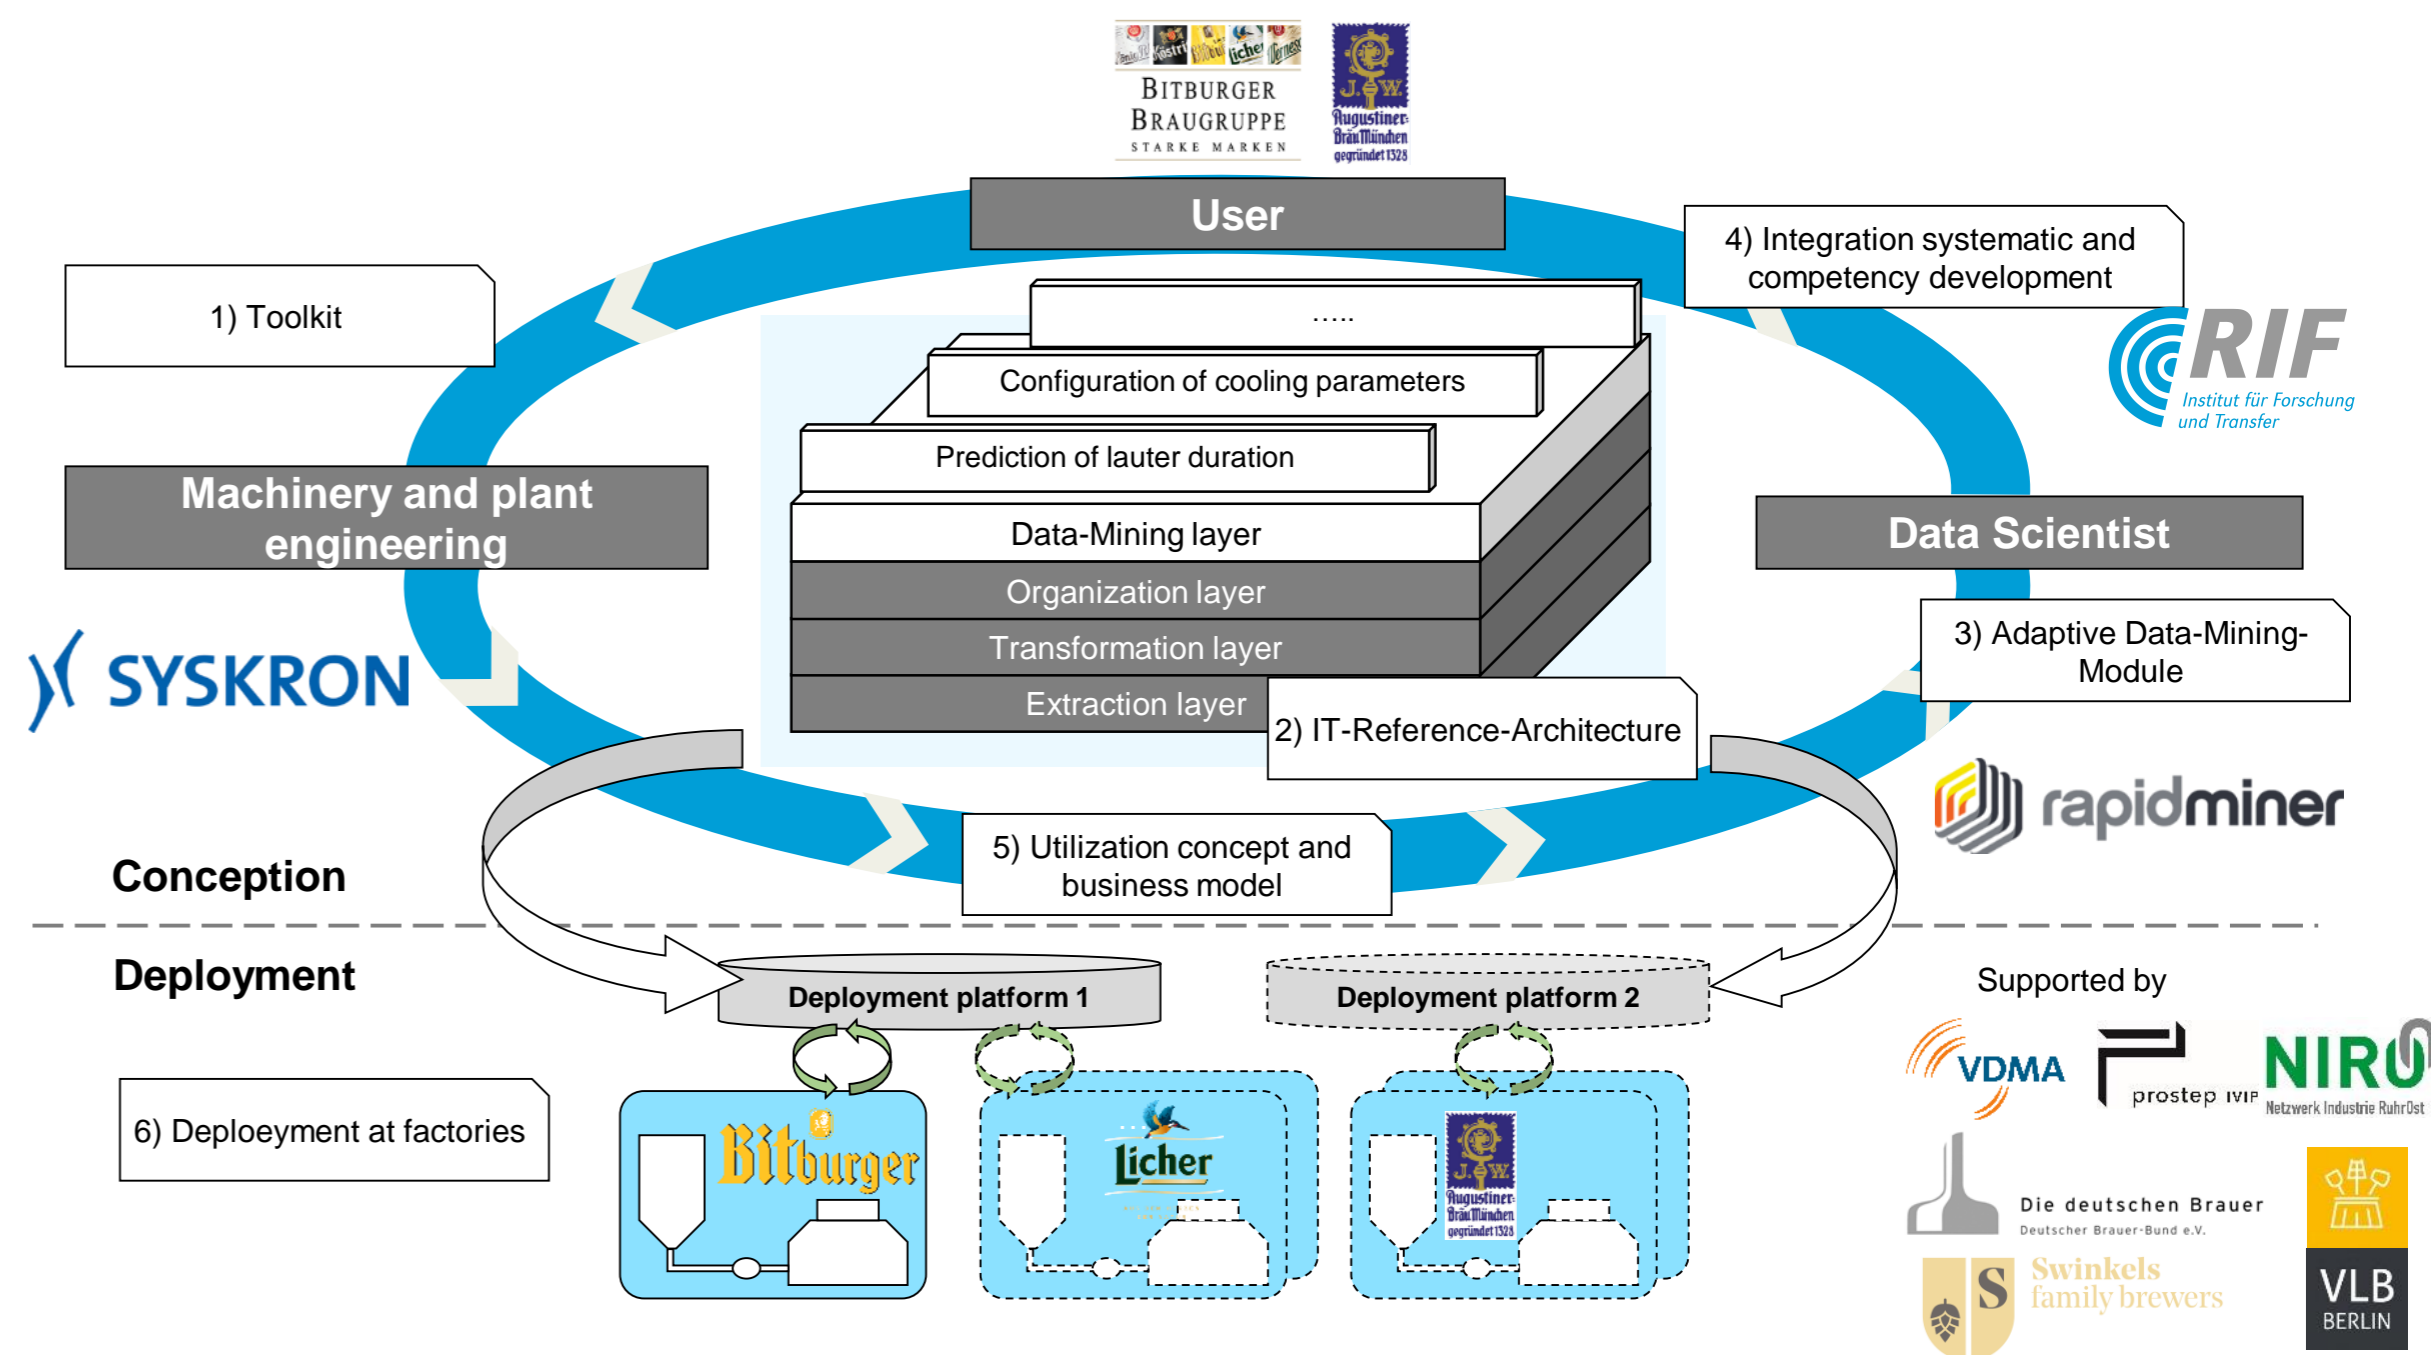 BITBURGER
BRAUGRUPPE
STARKE MARKEN
J.W.
Augustiner-
Bräu München
gegründet 1328
User
4) Integration systematic and
competency development
1) Toolkit
RIF
Institut für Forschung
und Transfer
.....
Configuration of cooling parameters
Prediction of lauter duration
Data-Mining layer
Organization layer
Transformation layer
Extraction layer
Machinery and plant
engineering
Data Scientist
3) Adaptive Data-Mining-
Module
SYSKRON
2) IT-Reference-Architecture
rapidminer
5) Utilization concept and
business model
Conception
Deployment
Deployment platform 1
Deployment platform 2
Supported by
VDMA
prostep IVIP
NIRO
Netzwerk Industrie RuhrOst
6) Deploeyment at factories
Bitburger
...
Licher
J.W.
Augustiner-
Bräu München
gegründet 1328
Die deutschen Brauer
Deutscher Brauer-Bund e.V.
S
Swinkels
family brewers
VLB
BERLIN